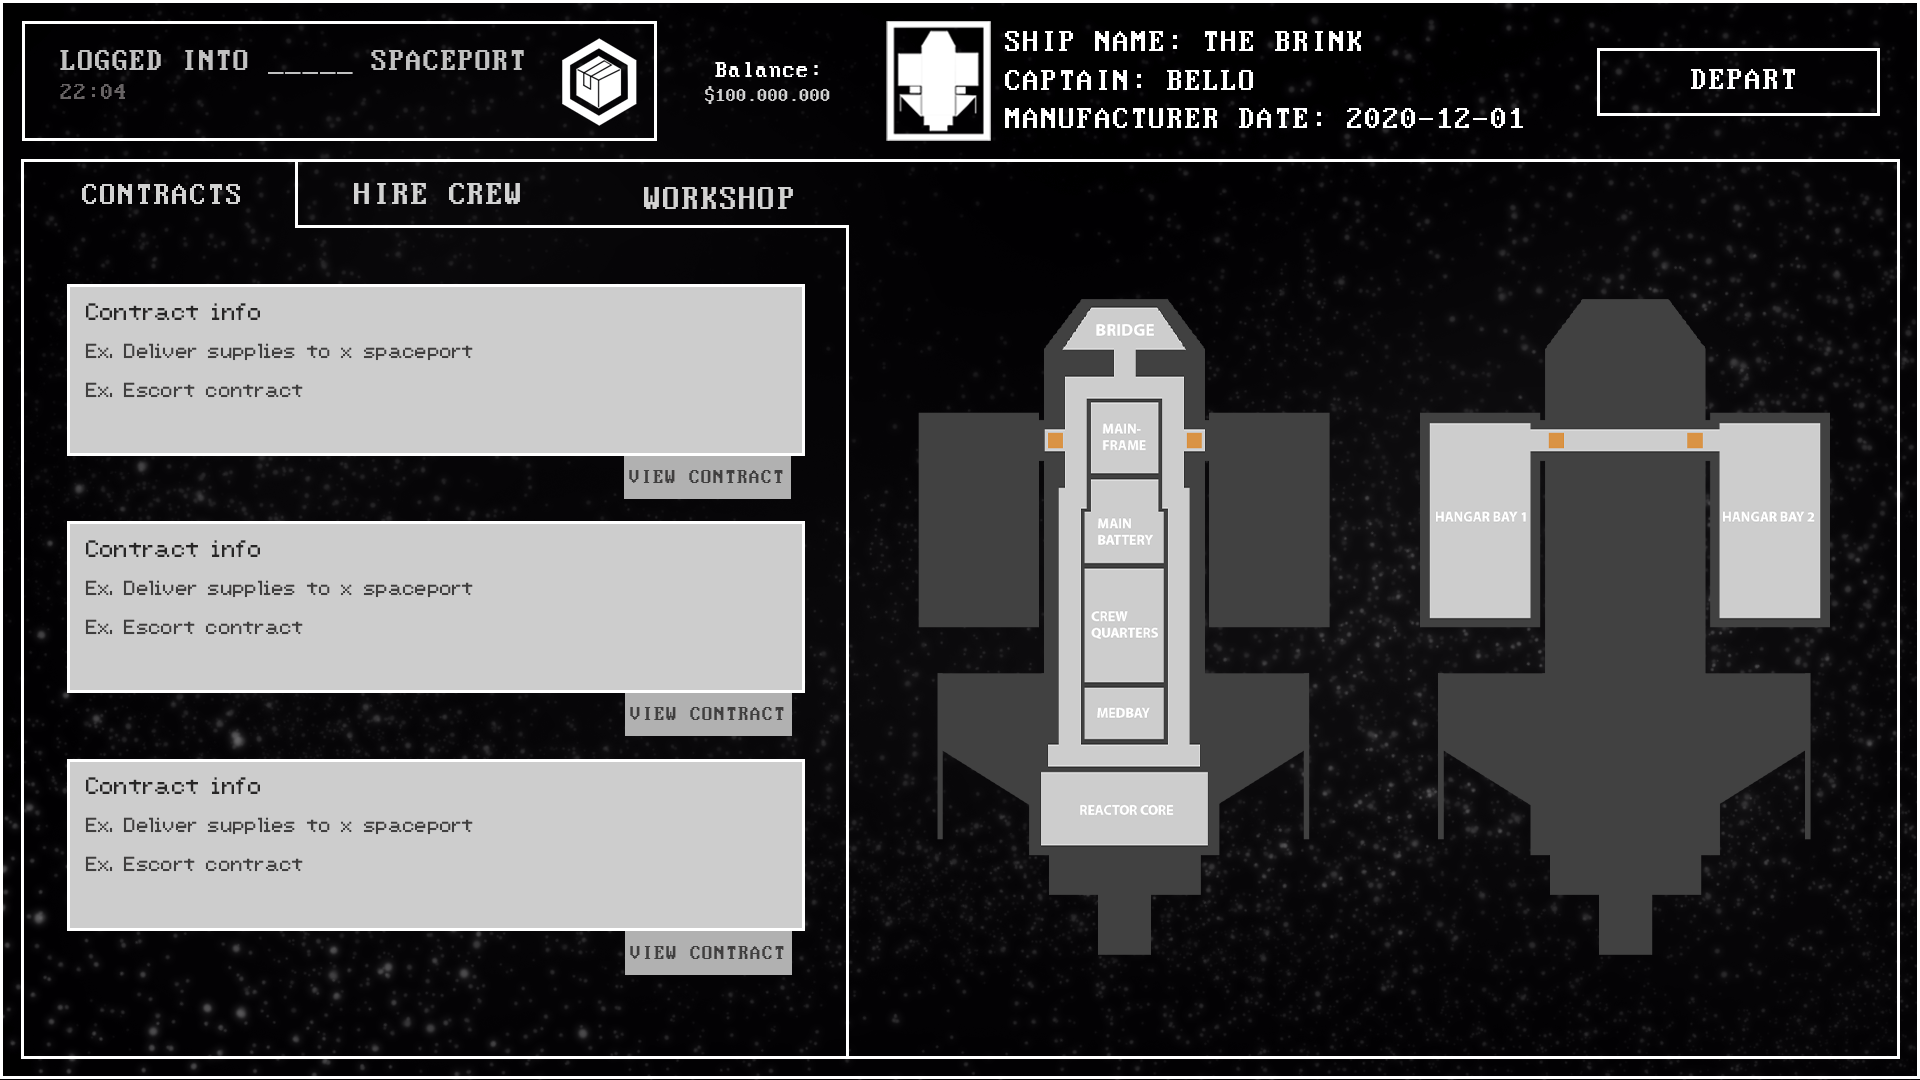 LOGGED INTO _____ SPACEPORT
22:04
Balance:
$100.000.000
SHIP NAME: THE BRINK
CAPTAIN: BELLO
MANUFACTURER DATE: 2020-12-01
DEPART
CONTRACTS
HIRE CREW
WORKSHOP
Contract info
Ex. Deliver supplies to x spaceport
Ex. Escort contract
VIEW CONTRACT
Contract info
Ex. Deliver supplies to x spaceport
Ex. Escort contract
VIEW CONTRACT
Contract info
Ex. Deliver supplies to x spaceport
Ex. Escort contract
VIEW CONTRACT
BRIDGE
MAIN-
FRAME
MAIN
BATTERY
CREW
QUARTERS
MEDBAY
REACTOR CORE
HANGAR BAY 1
HANGAR BAY 2